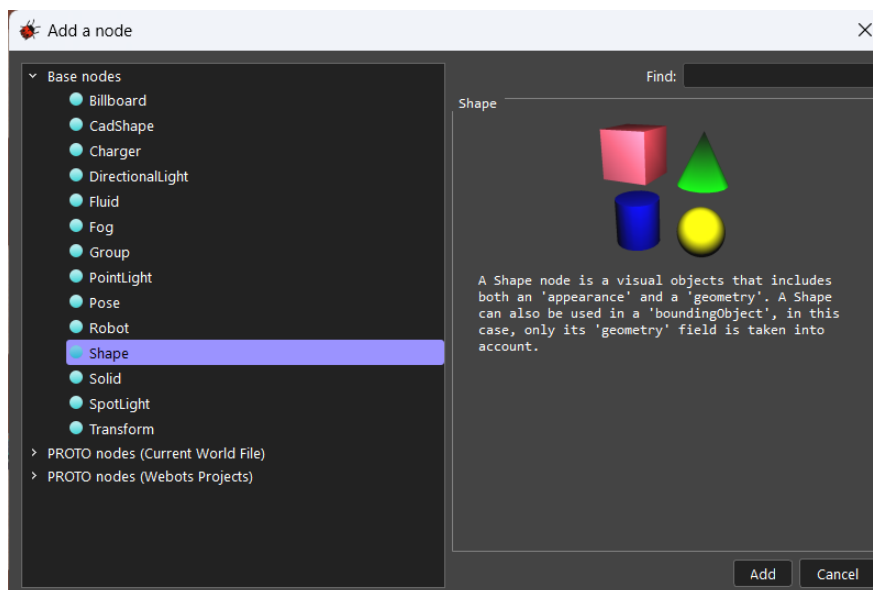 Add a node
Base nodes
Billboard
CadShape
Charger
DirectionalLight
Fluid
Fog
Group
PointLight
Pose
Robot
Shape
Solid
SpotLight
Transform
PROTO nodes (Current World File)
PROTO nodes (Webots Projects)
Find:
Shape
A Shape node is a visual objects that includes
both an 'appearance' and a 'geometry'. A Shape
can also be used in a 'boundingObject', in this
case, only its 'geometry' field is taken into
account.
Add
Cancel